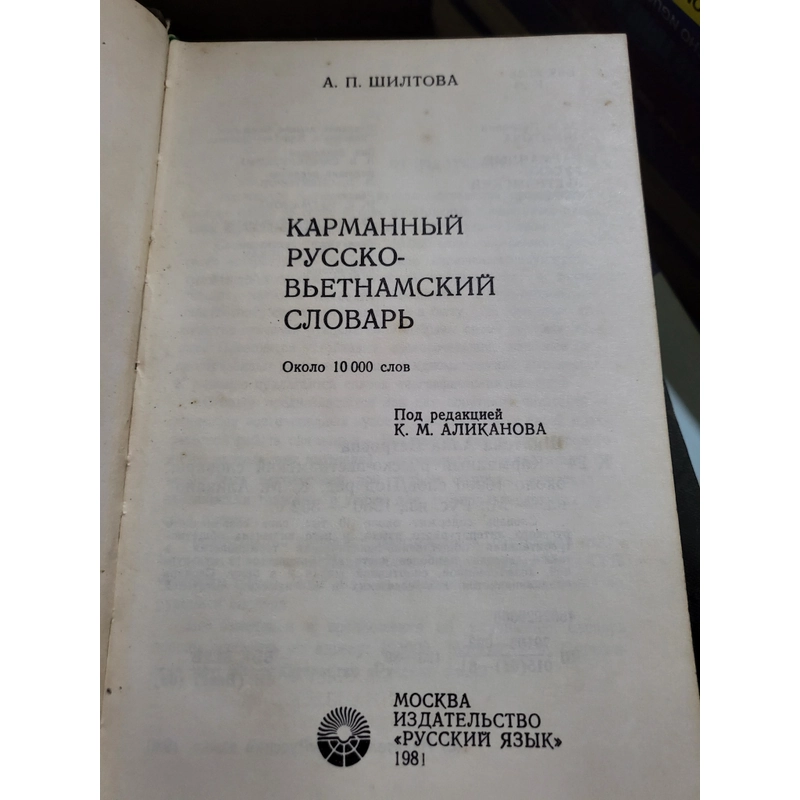 А. П. ШИЛТОВА
КАРМАННЫЙ
РУССКО-
ВЬЕТНАМСКИЙ
СЛОВАРЬ
Около 10 000 слов
Под редакцией
К. М. АЛИКАНОВА
МОСКВА
ИЗДАТЕЛЬСТВО
«РУССКИЙ ЯЗЫК»
1981